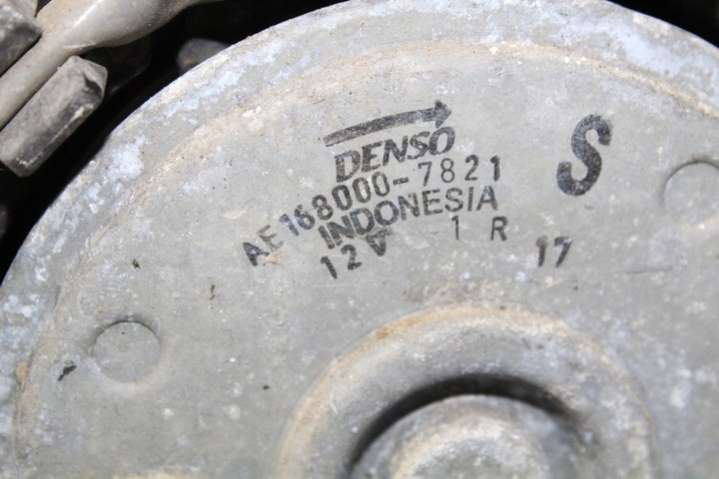 DENSO
S
AE168000-7821
INDONESIA
12V 1 R 17